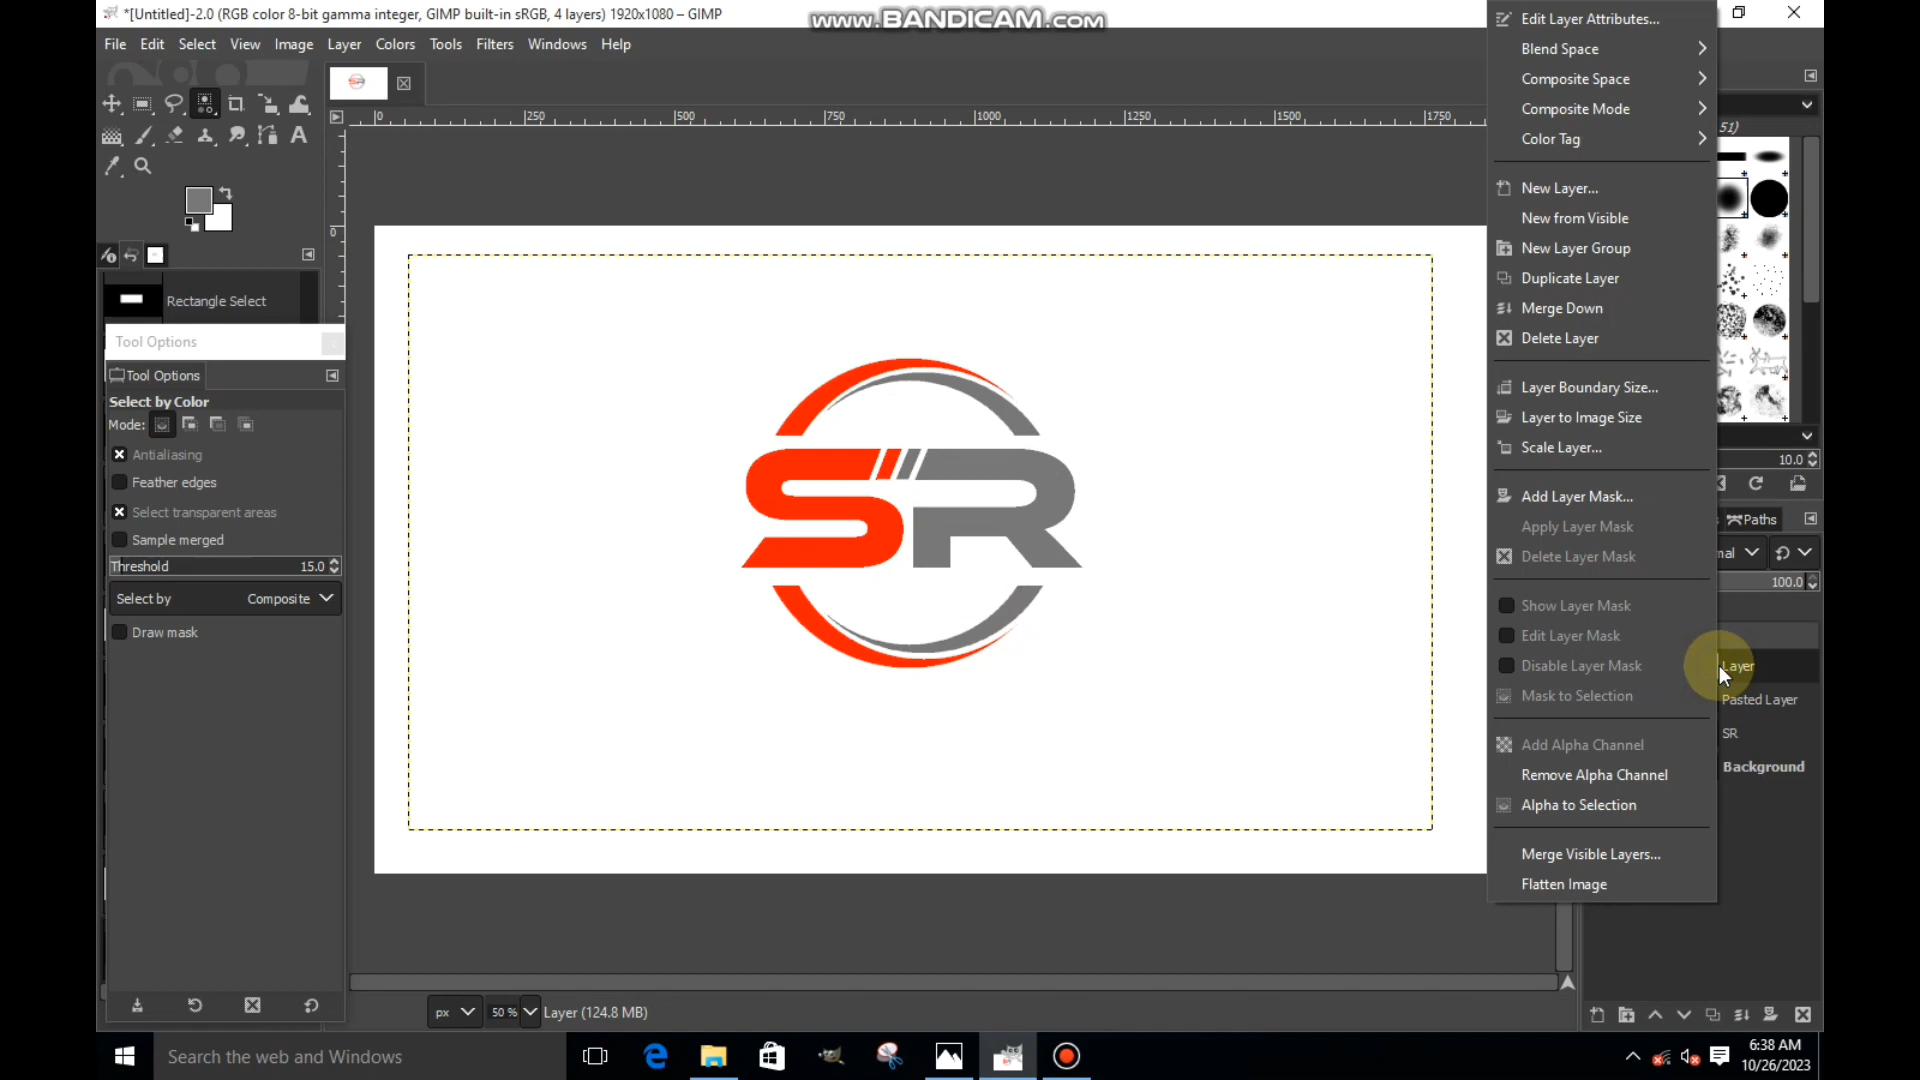 *[Untitled]-2.0 (RGB color 8-bit gamma integer, GIMP built-in sRGB, 4 layers) 1920x1080 – GIMP
www.BANDICAM.com
File Edit Select View Image Layer Colors Tools Filters Windows Help
0 250 500 750 1000 1250 1500 1750
0
Rectangle Select
Tool Options
Tool Options
Select by Color
Mode:
Antialiasing
Feather edges
Select transparent areas
Sample merged
Threshold 15.0
Select by Composite
Draw mask
SR
Edit Layer Attributes...
Blend Space
Composite Space
Composite Mode
Color Tag
New Layer...
New from Visible
New Layer Group
Duplicate Layer
Merge Down
Delete Layer
Layer Boundary Size...
Layer to Image Size
Scale Layer...
Add Layer Mask...
Apply Layer Mask
Delete Layer Mask
Show Layer Mask
Edit Layer Mask
Disable Layer Mask
Mask to Selection
Add Alpha Channel
Remove Alpha Channel
Alpha to Selection
Merge Visible Layers...
Flatten Image
51)
10.0
Paths
nal
100.0
Layer
Pasted Layer
SR
Background
px 50 % Layer (124.8 MB)
Search the web and Windows
6:38 AM
10/26/2023